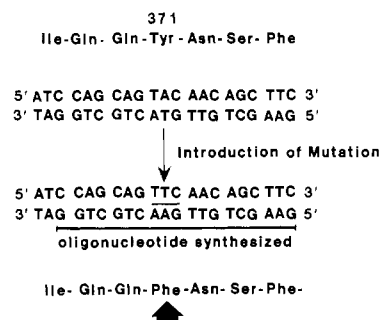 371
Ile-Gln- Gln-Tyr-Asn-Ser- Phe
5' ATC CAG CAG TAC AAC AGC TTC 3'
3' TAG GTC GTC ATG TTG TCG AAG 5'
Introduction of Mutation
5' ATC CAG CAG TTC AAC AGC TTC 3'
3' TAG GTC GTC AAG TTG TCG AAG 5'
oligonucleotide synthesized
Ile- Gln-Gln-Phe-Asn-Ser-Phe-